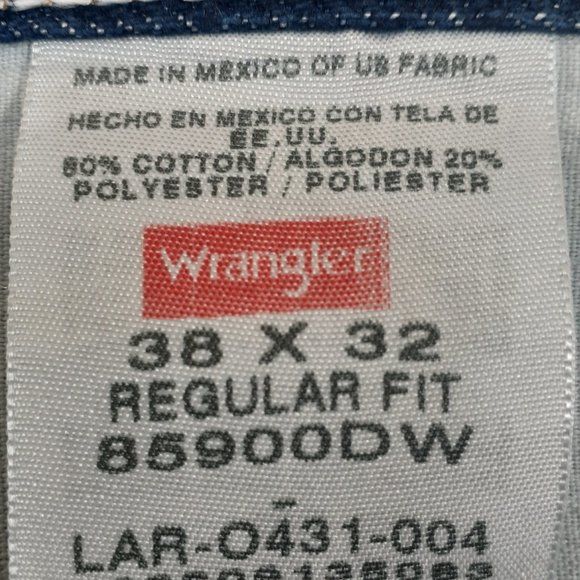 MADE IN MEXICO OF US FABRIC
HECHO EN MEXICO CON TELA DE
EE.UU.
80% COTTON / ALGODON 20%
POLYESTER / POLIESTER
Wrangler
38 X 32
REGULAR FIT
85900DW
-
LAR-0431-004